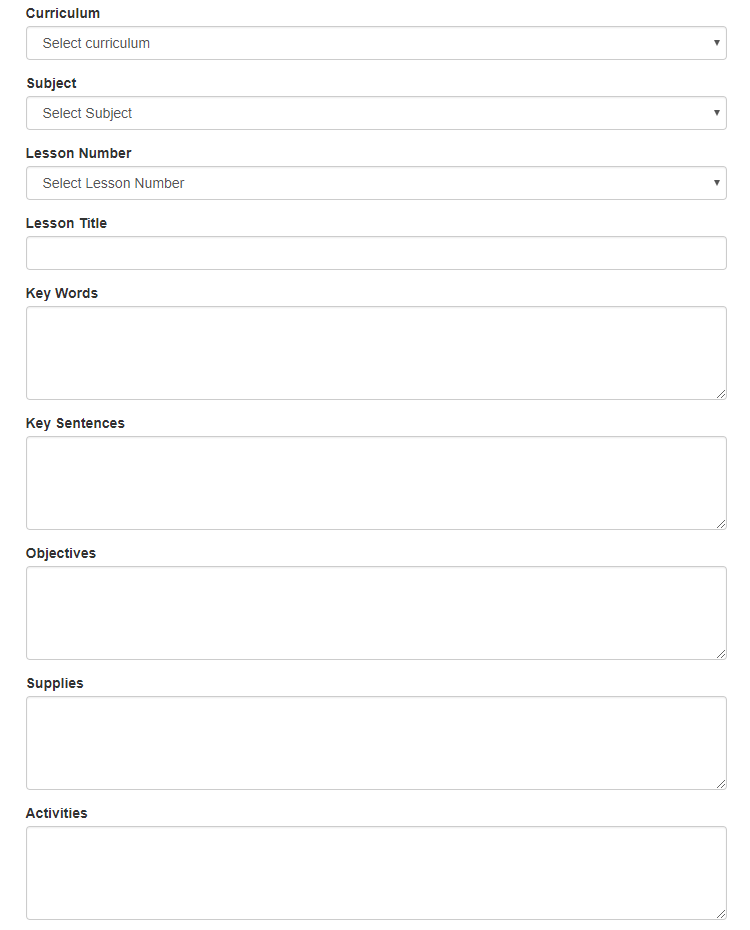 Curriculum
Select curriculum
Subject
Select Subject
Lesson Number
Select Lesson Number
Lesson Title
Key Words
Key Sentences
Objectives
Supplies
Activities